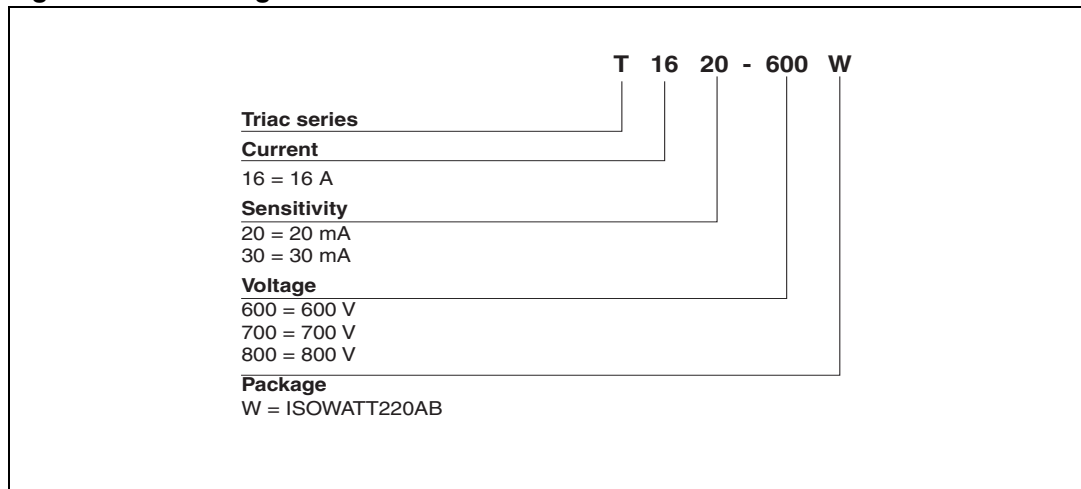 T 16 20 - 600 W
Triac series
Current
16 = 16 A
Sensitivity
20 = 20 mA
30 = 30 mA
Voltage
600 = 600 V
700 = 700 V
800 = 800 V
Package
W = ISOWATT220AB